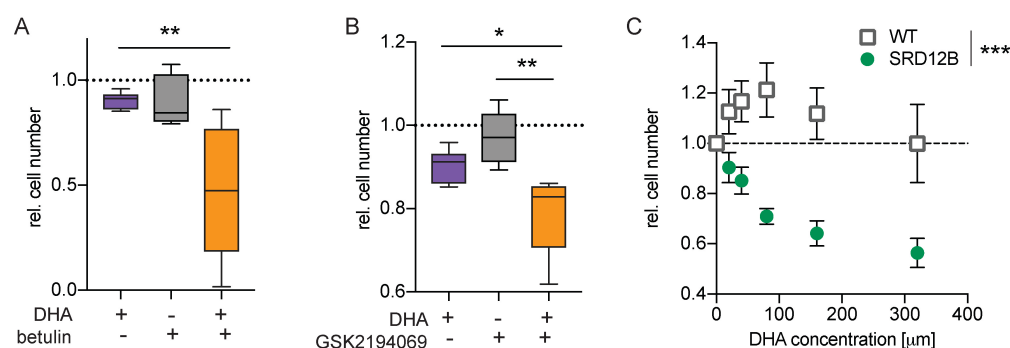 A
**
1.0
0.5
0.0
rel. cell number
DHA + - +
betulin - + +
B
*
**
1.2
1.0
0.8
0.6
rel. cell number
DHA + - +
GSK2194069 - + +
C
WT
SRD12B
***
1.4
1.2
1.0
0.8
0.6
0.4
rel. cell number
0 100 200 300 400
DHA concentration [μm]